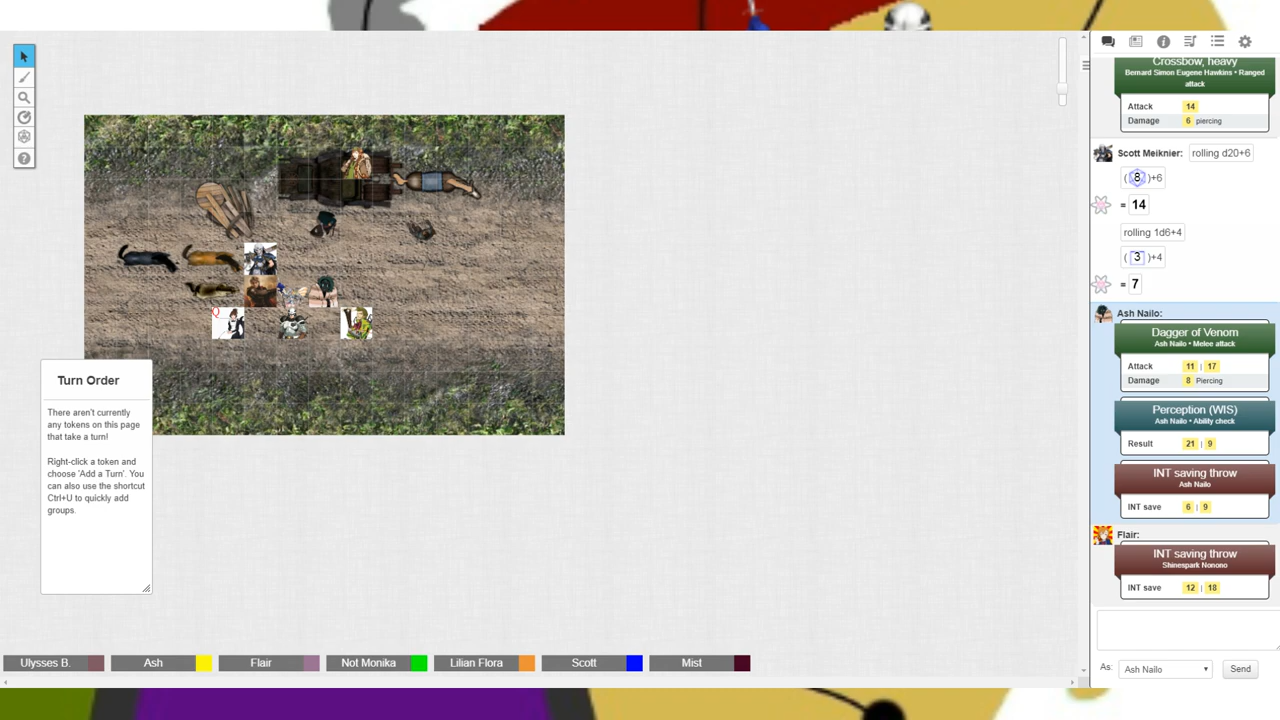 Crossbow, heavy
Bernard Simon Eugene Hawkins • Ranged
attack
Attack 14
Damage 6 piercing
Scott Meiknier: rolling d20+6
(8)+6
= 14
rolling 1d6+4
(3)+4
= 7
Ash Nailo:
Dagger of Venom
Ash Nailo • Melee attack
Attack 11 | 17
Damage 8 Piercing
Perception (WIS)
Ash Nailo • Ability check
Result 21 | 9
INT saving throw
Ash Nailo
INT save 6 | 9
Flair:
INT saving throw
Shinespark Nonono
INT save 12 | 18
As: Ash Nailo Send
Q
Turn Order
There aren't currently
any tokens on this page
that take a turn!
Right-click a token and
choose 'Add a Turn'. You
can also use the shortcut
Ctrl+U to quickly add
groups.
Ulysses B. Ash Flair Not Monika Lilian Flora Scott Mist